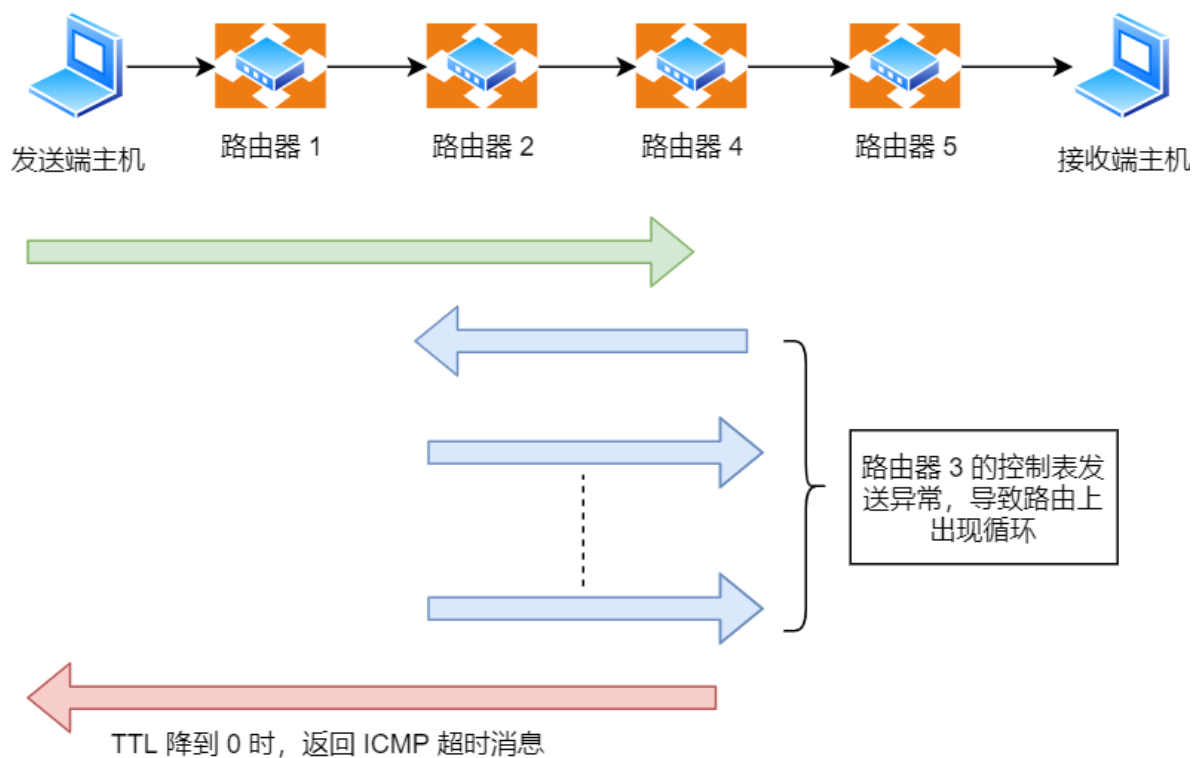 发送端主机
路由器 1
路由器 2
路由器 4
路由器 5
接收端主机
路由器 3 的控制表发
送异常，导致路由上
出现循环
TTL 降到 0 时，返回 ICMP 超时消息